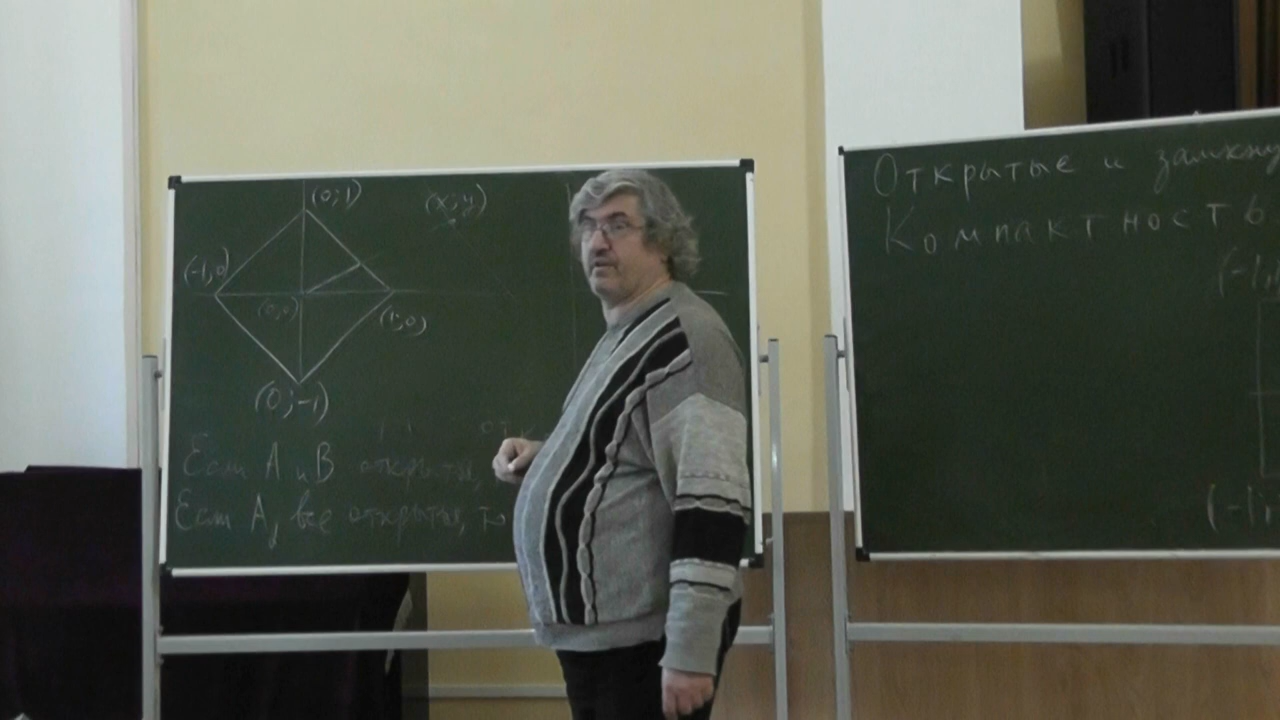 (0;1)
(x;y)
(-1;0)
(0;0)
(1;0)
(0;-1)
Если A и B открыты,
Если A все открыты, то
Открытые и замкну
Компактность
(-1;
(-1;